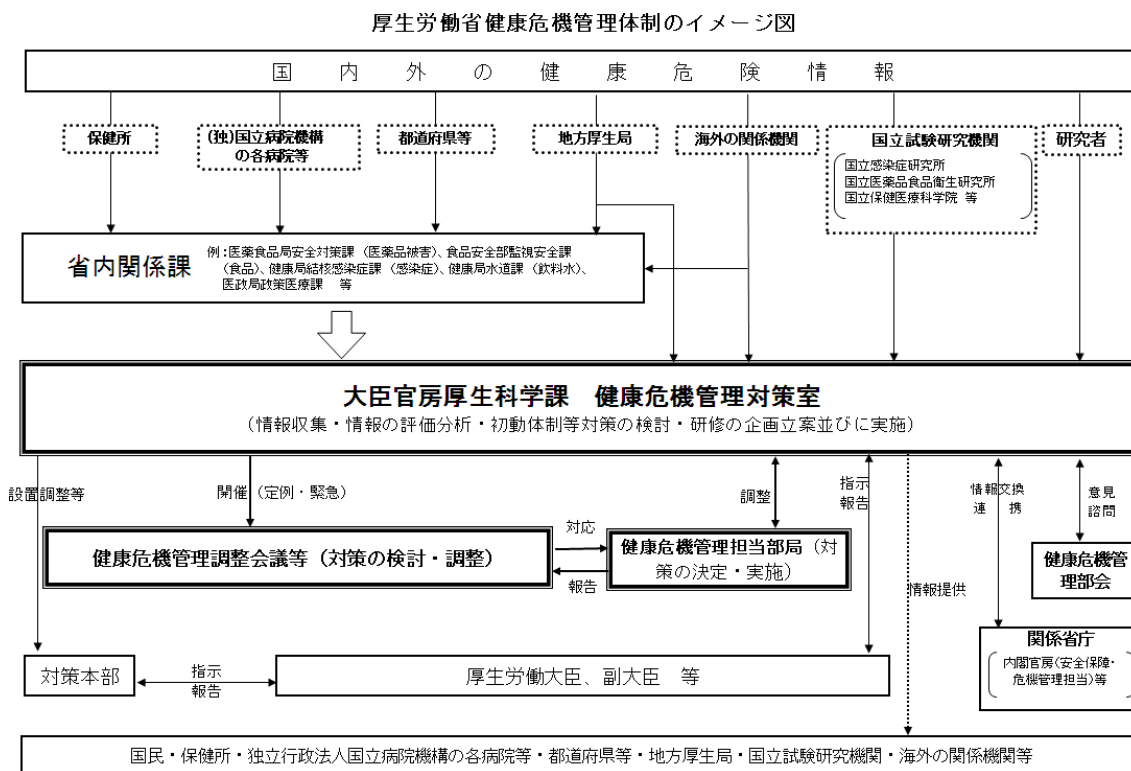 厚生労働省健康危機管理体制のイメージ図
国内外の健康危険情報
保健所
(独)国立病院機構
の各病院等
都道府県等
地方厚生局
海外の関係機関
国立試験研究機関
国立感染症研究所
国立医薬品食品衛生研究所
国立保健医療科学院 等
研究者
省内関係課
例：医薬食品局安全対策課（医薬品被害）、食品安全部監視安全課
（食品）、健康局結核感染症課（感染症）、健康局水道課（飲料水）、
医政局政策医療課 等
大臣官房厚生科学課 健康危機管理対策室
（情報収集・情報の評価分析・初動体制等対策の検討・研修の企画立案並びに実施）
設置調整等
開催（定例・緊急）
調整
指示
報告
情報交換
連携
意見
諮問
健康危機管理調整会議等（対策の検討・調整）
対応
報告
健康危機管理担当部局（対
策の決定・実施）
健康危機管
理部会
情報提供
関係省庁
内閣官房（安全保障・
危機管理担当）等
対策本部
指示
報告
厚生労働大臣、副大臣 等
国民・保健所・独立行政法人国立病院機構の各病院等・都道府県等・地方厚生局・国立試験研究機関・海外の関係機関等